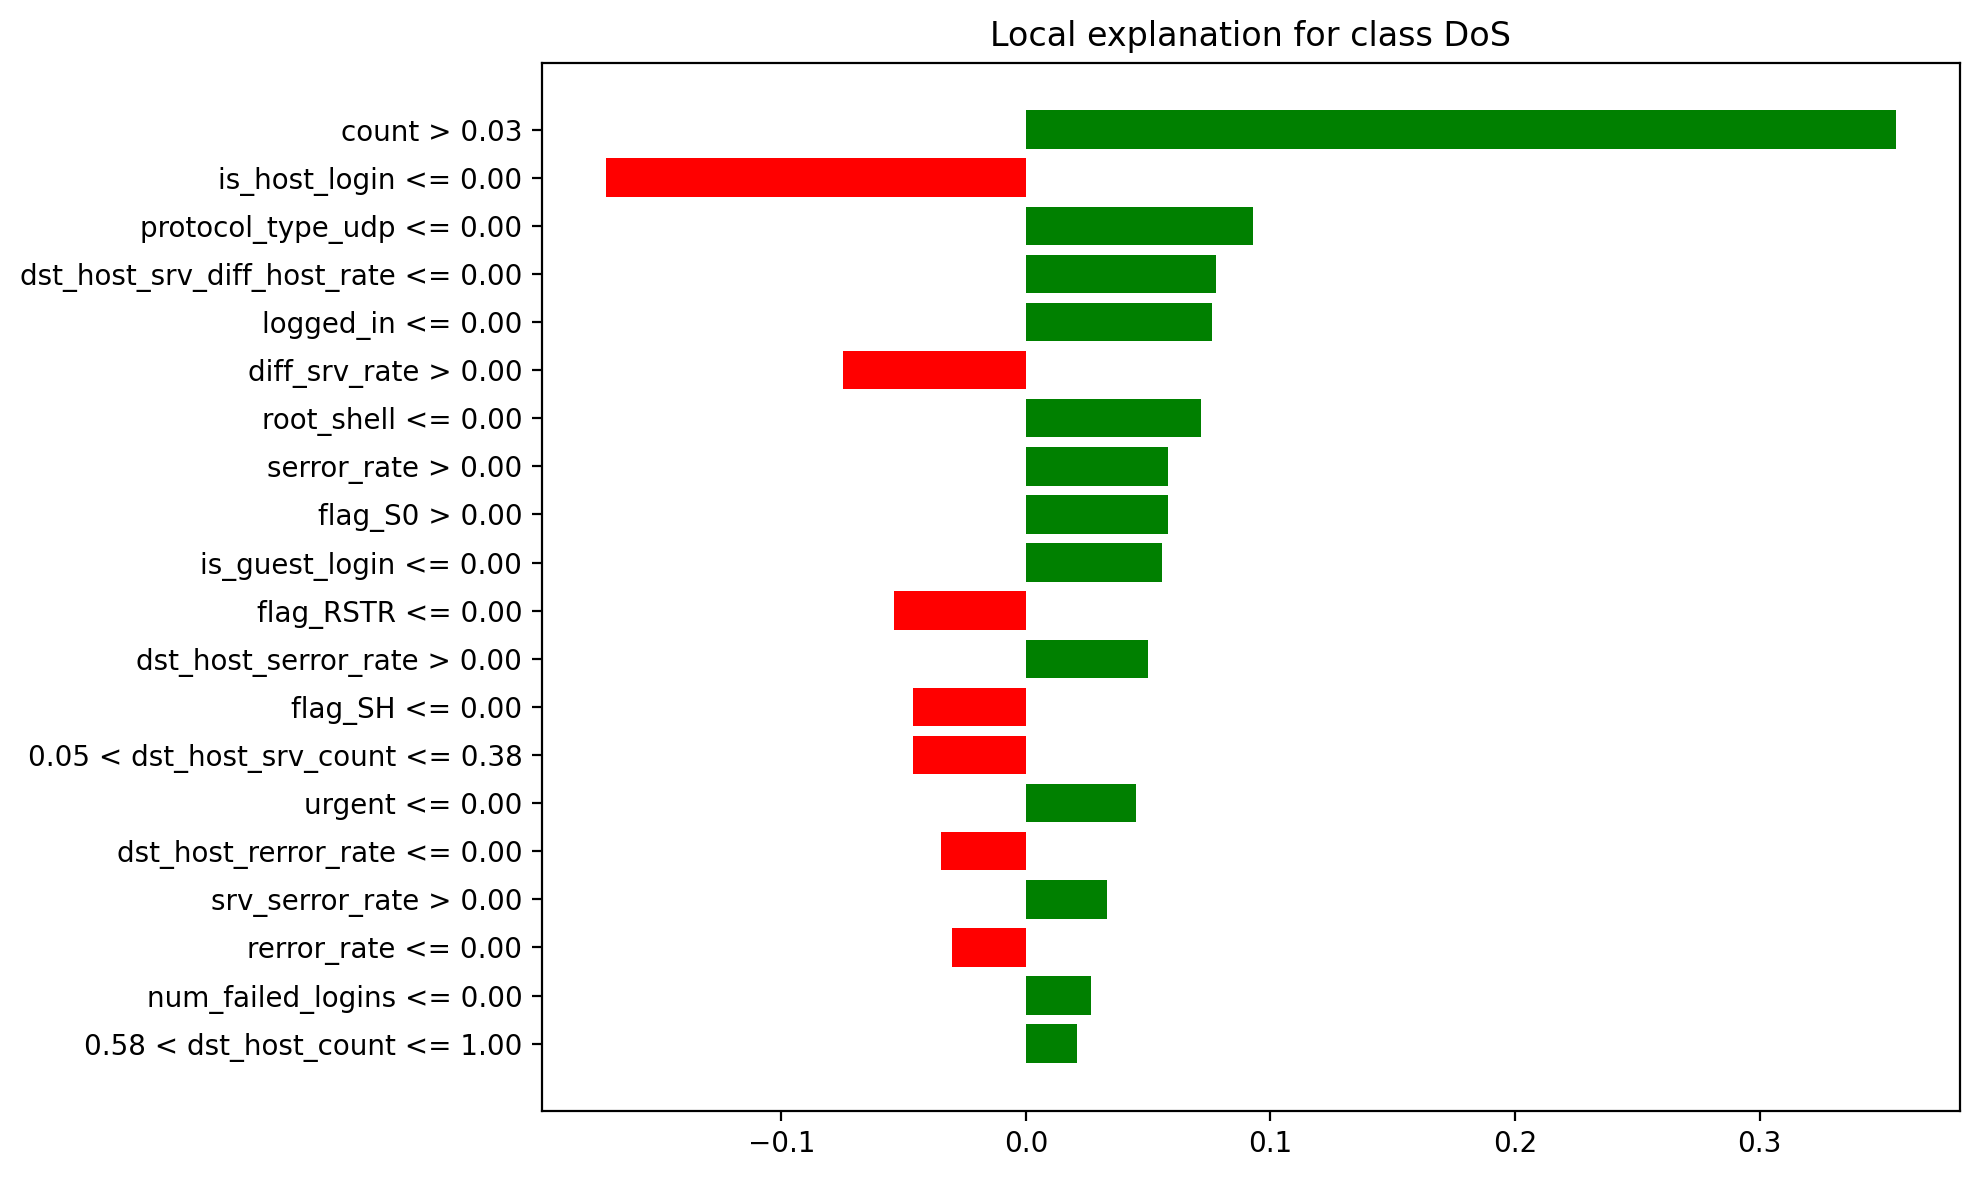 Local explanation for class DoS
count > 0.03
is_host_login <= 0.00
protocol_type_udp <= 0.00
dst_host_srv_diff_host_rate <= 0.00
logged_in <= 0.00
diff_srv_rate > 0.00
root_shell <= 0.00
serror_rate > 0.00
flag_S0 > 0.00
is_guest_login <= 0.00
flag_RSTR <= 0.00
dst_host_serror_rate > 0.00
flag_SH <= 0.00
0.05 < dst_host_srv_count <= 0.38
urgent <= 0.00
dst_host_rerror_rate <= 0.00
srv_serror_rate > 0.00
rerror_rate <= 0.00
num_failed_logins <= 0.00
0.58 < dst_host_count <= 1.00
−0.1 0.0 0.1 0.2 0.3